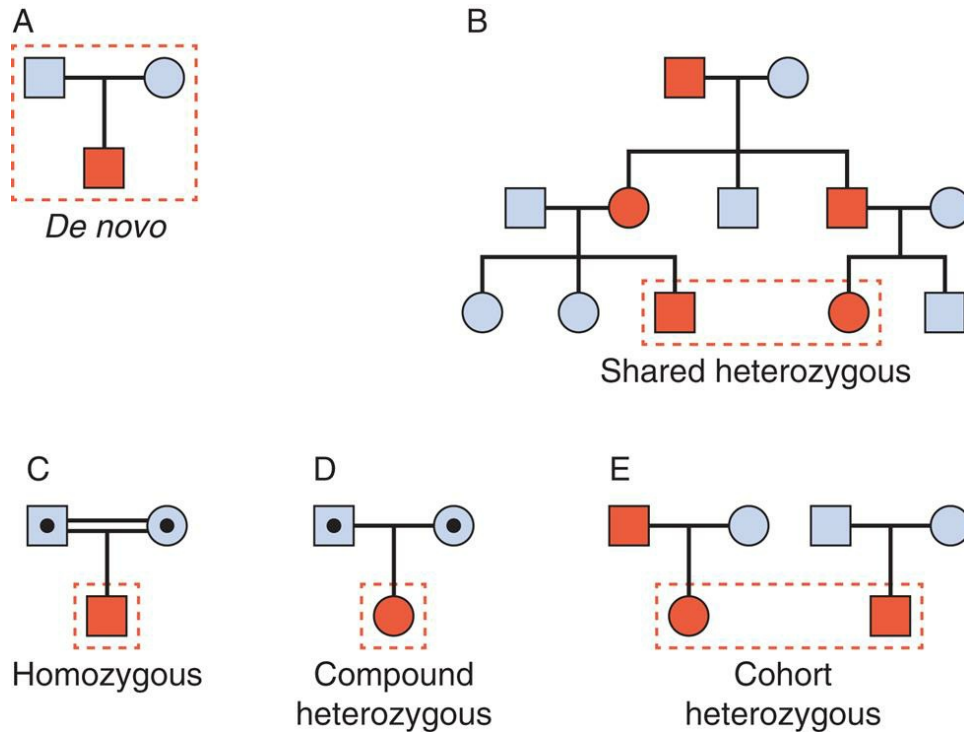 A
De novo
B
Shared heterozygous
C
Homozygous
D
Compound
heterozygous
E
Cohort
heterozygous